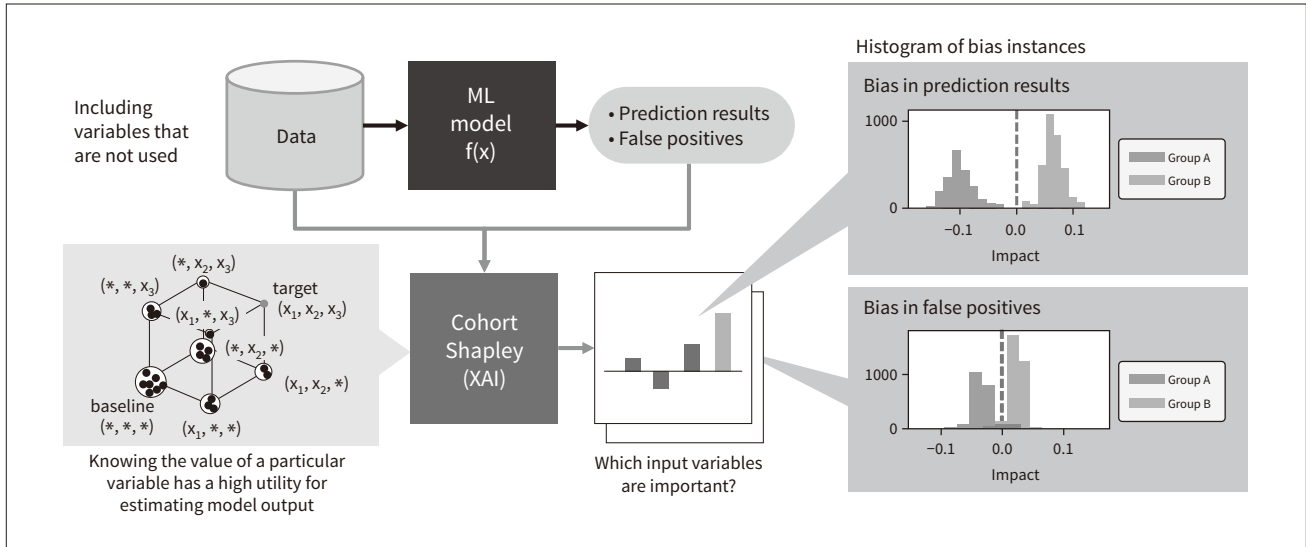 Including
variables that
are not used
Data
ML
model
f(x)
• Prediction results
• False positives
(*, x₂, x₃)
(*, *, x₃)
target
(x₁, x₂, x₃)
(x₁, *, x₃)
(*, x₂, *)
(x₁, x₂, *)
baseline
(*, *, *)
(x₁, *, *)
Knowing the value of a particular
variable has a high utility for
estimating model output
Cohort
Shapley
(XAI)
Which input variables
are important?
Histogram of bias instances
Bias in prediction results
1000
0
−0.1 0.0 0.1
Impact
Group A
Group B
Bias in false positives
1000
0
−0.1 0.0 0.1
Impact
Group A
Group B